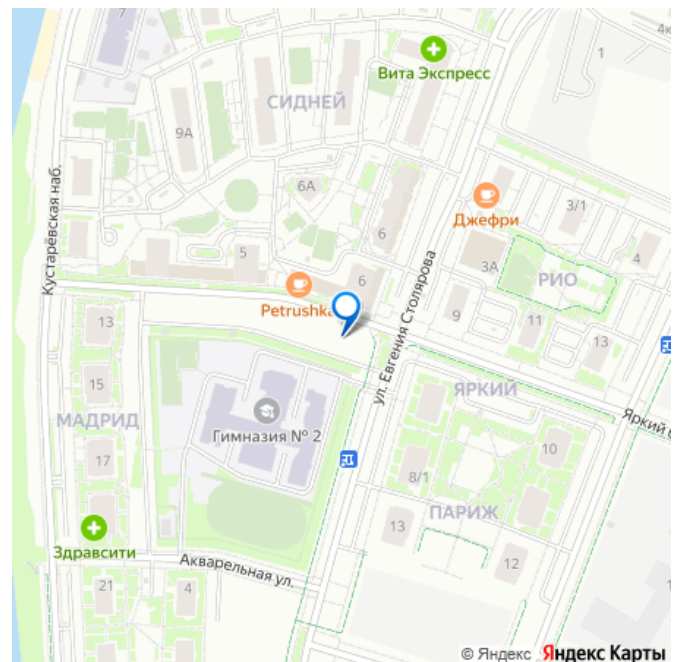 7
4к
1
Вита Экспресс
СИДНЕЙ
9А
Кустарёвская наб.
6А
Джефри
3/1
6
5
3А
4
РИО
6
Petrushka
ул. Евгения Столярова
13
9
11
13
15
ЯРКИЙ
Яркий
МАДРИД
Гимназия № 2
17
8/1
10
ПАРИЖ
13
Здравсити
12
Акварельная ул.
21
4
1
© Яндекс Яндекс Карты